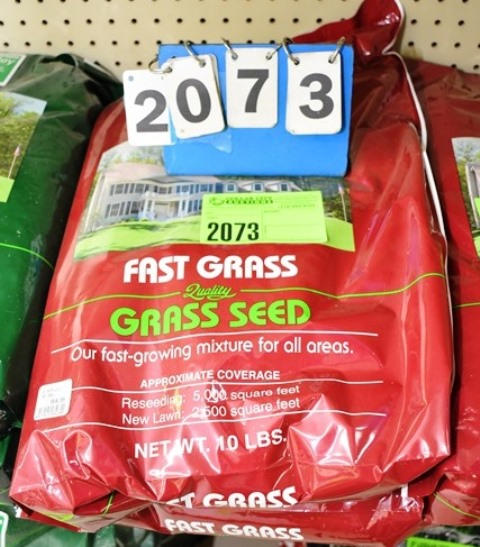 2073
2073
FAST GRASS
Quality
GRASS SEED
Our fast-growing mixture for all areas.
APPROXIMATE COVERAGE
Reseeding: 5,000 square feet
New Lawn: 2,500 square feet
NET WT. 10 LBS.
ST GRASS
FAST GRASS